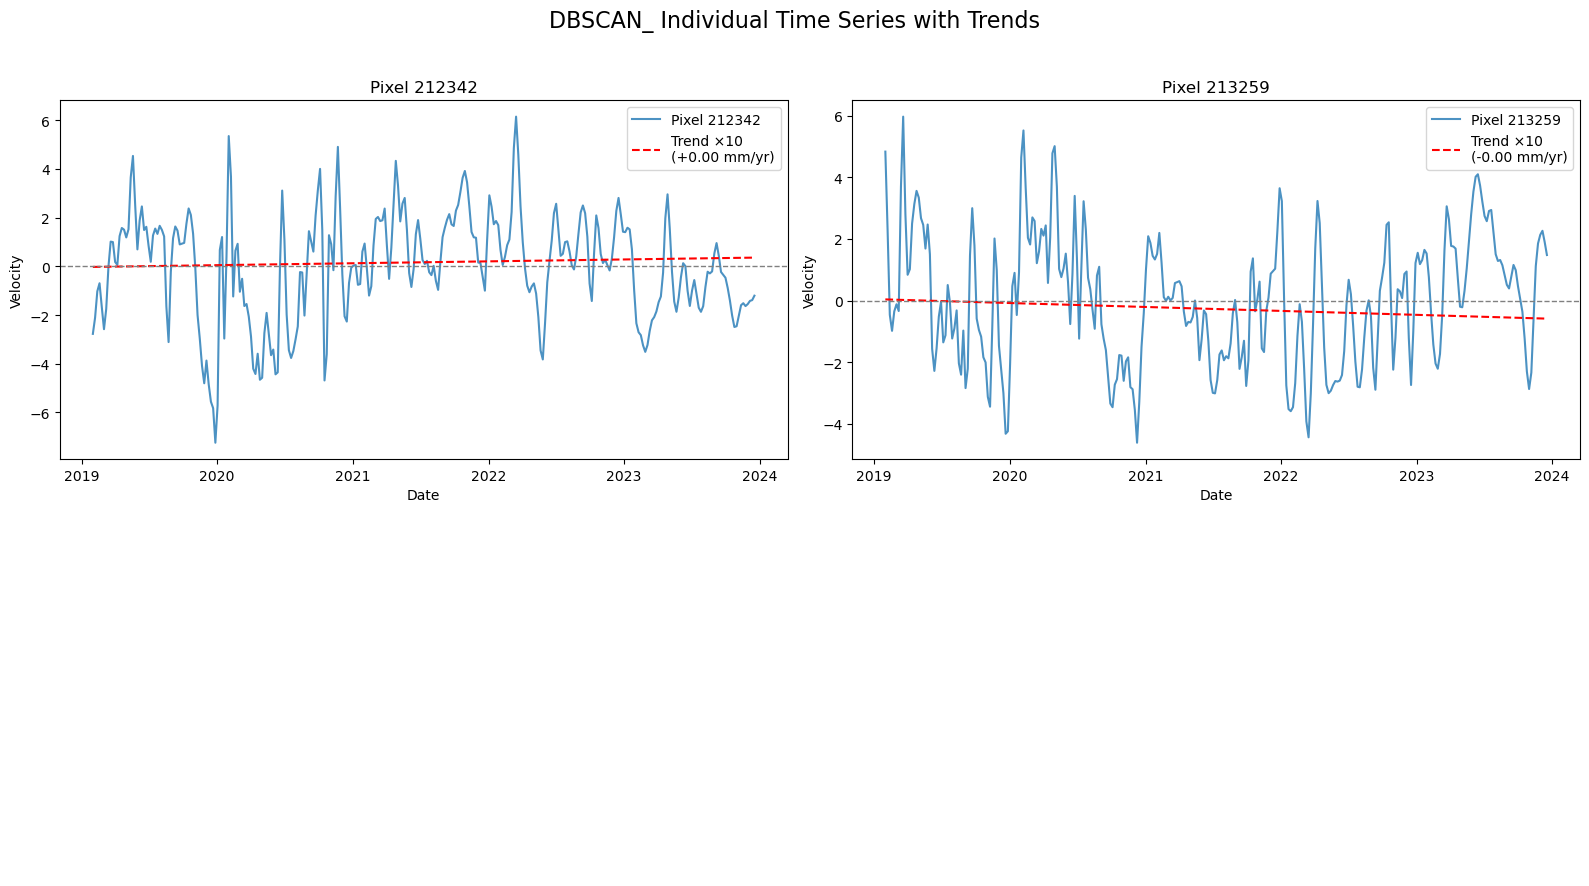 DBSCAN_ Individual Time Series with Trends
Pixel 212342
Velocity
6
4
2
0
−2
−4
−6
Pixel 212342
Trend ×10
(+0.00 mm/yr)
2019 2020 2021 2022 2023 2024
Date
Pixel 213259
Velocity
6
4
2
0
−2
−4
Pixel 213259
Trend ×10
(-0.00 mm/yr)
2019 2020 2021 2022 2023 2024
Date